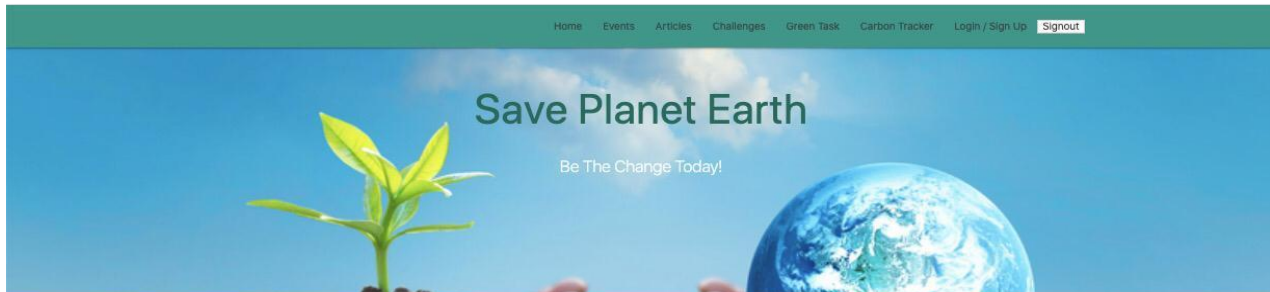 Home Events Articles Challenges Green Task Carbon Tracker Login / Sign Up Signout
Save Planet Earth
Be The Change Today!